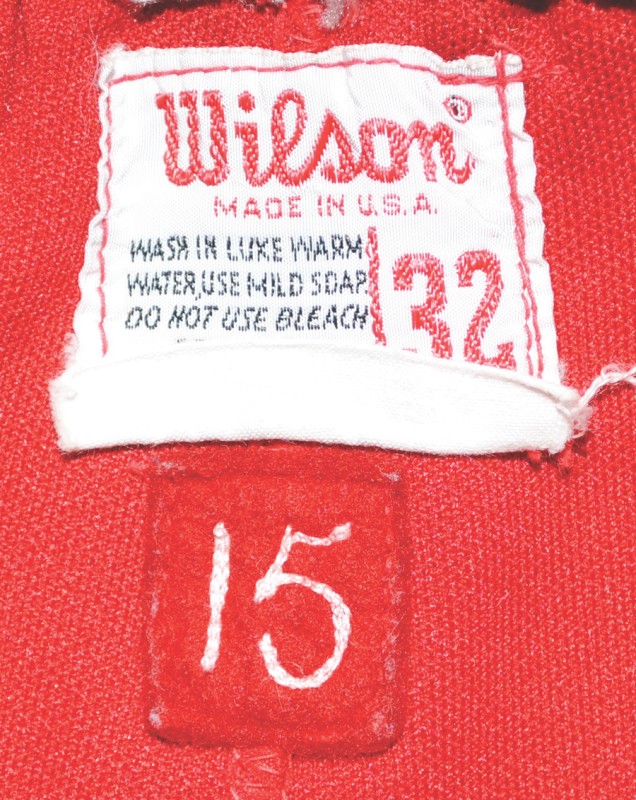 Wilson
MADE IN U.S.A.
WASH IN LUKE WARM
WATER,USE MILD SOAP
DO NOT USE BLEACH
32
15